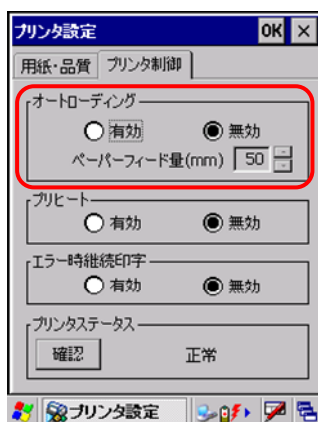 プリンタ設定 OK ×
用紙・品質 プリンタ制御
オートローディング
有効 無効
ペーパーフィード量(mm) 50
プリヒート
有効 無効
エラー時継続印字
有効 無効
プリンタステータス
確認 正常
プリンタ設定